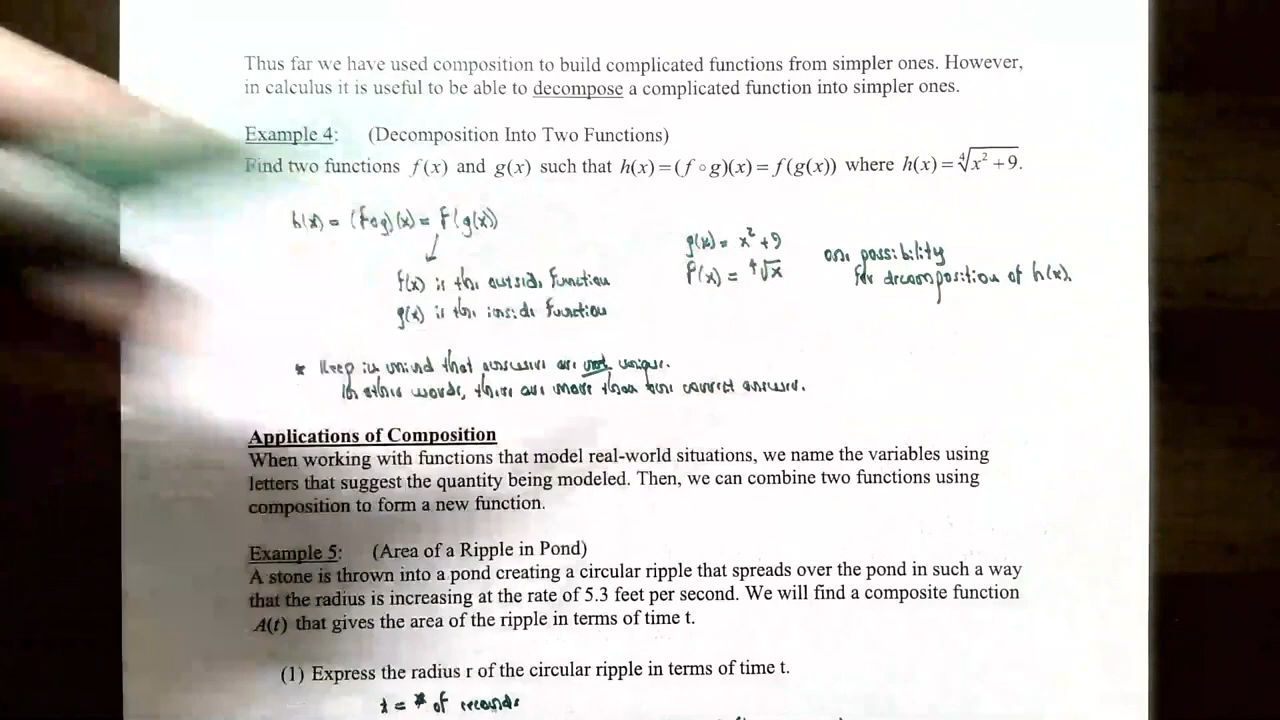 Thus far we have used composition to build complicated functions from simpler ones. However,
in calculus it is useful to be able to decompose a complicated function into simpler ones.
Example 4: (Decomposition Into Two Functions)
Find two functions f(x) and g(x) such that h(x)=(f∘g)(x)=f(g(x)) where h(x)=∜(x²+9).
h(x) = (f∘g)(x) = f(g(x))
f(x) is the outside function
g(x) is the inside function
g(x) = x²+9
f(x) = ∜x
one possibility
for decomposition of h(x).
* Keep in mind that answers are not unique.
In other words, there are more than one correct answer.
Applications of Composition
When working with functions that model real-world situations, we name the variables using
letters that suggest the quantity being modeled. Then, we can combine two functions using
composition to form a new function.
Example 5: (Area of a Ripple in Pond)
A stone is thrown into a pond creating a circular ripple that spreads over the pond in such a way
that the radius is increasing at the rate of 5.3 feet per second. We will find a composite function
A(t) that gives the area of the ripple in terms of time t.
(1) Express the radius r of the circular ripple in terms of time t.
t = # of seconds